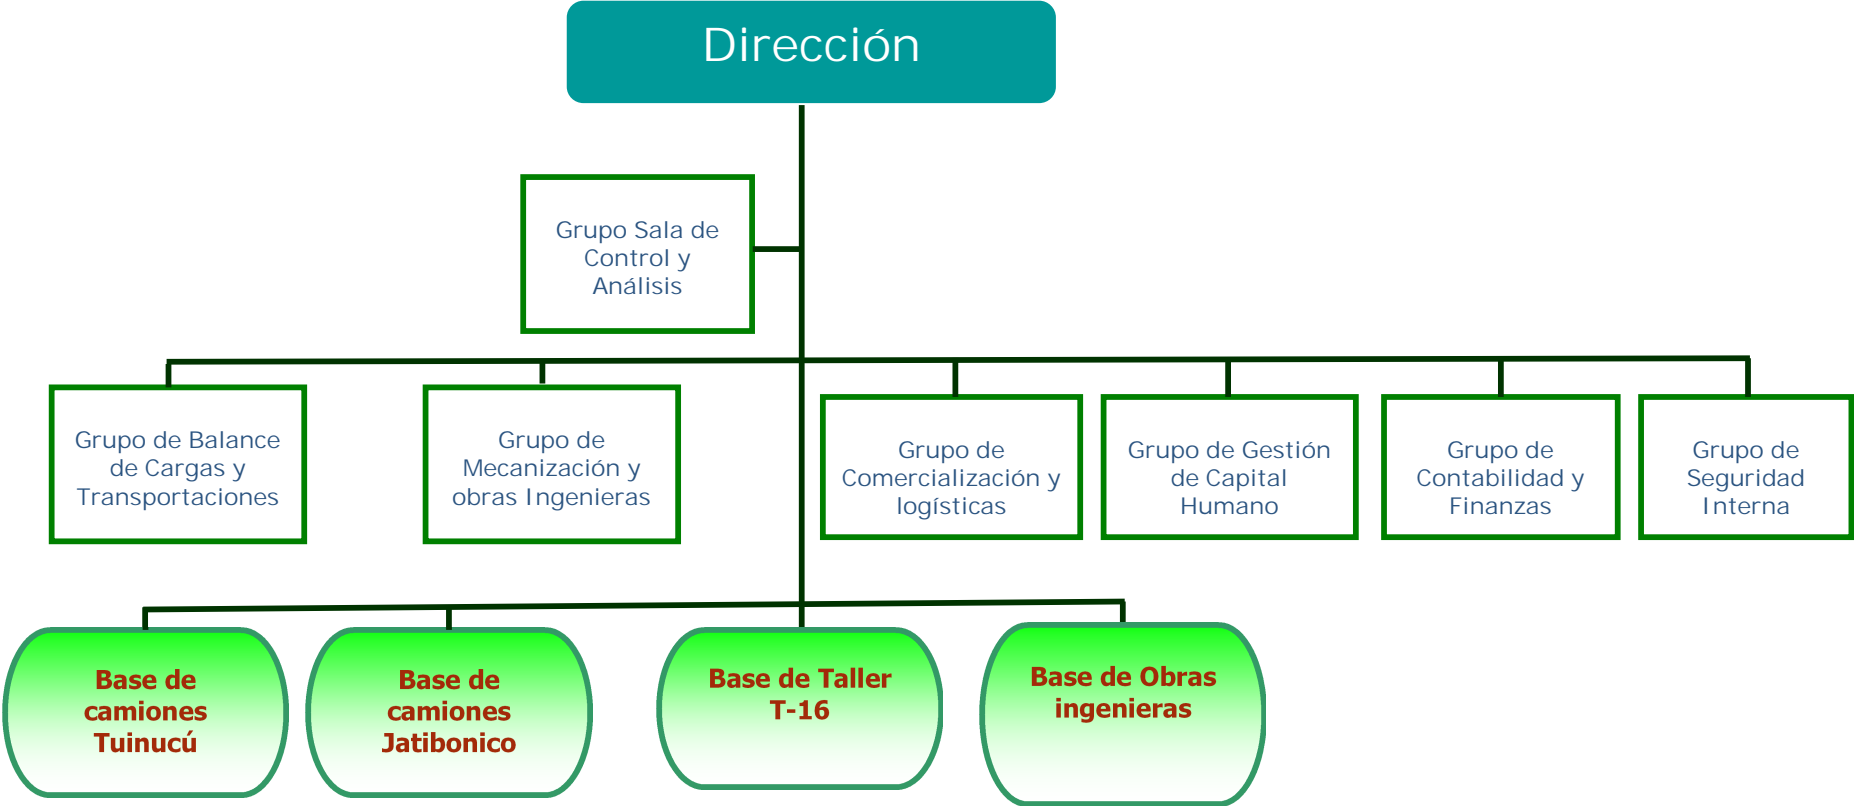 Dirección
Grupo Sala de
Control y
Análisis
Grupo de Balance
de Cargas y
Transportaciones
Grupo de
Mecanización y
obras Ingenieras
Grupo de
Comercialización y
logísticas
Grupo de Gestión
de Capital
Humano
Grupo de
Contabilidad y
Finanzas
Grupo de
Seguridad
Interna
Base de
camiones
Tuinucú
Base de
camiones
Jatibonico
Base de Taller
T-16
Base de Obras
ingenieras